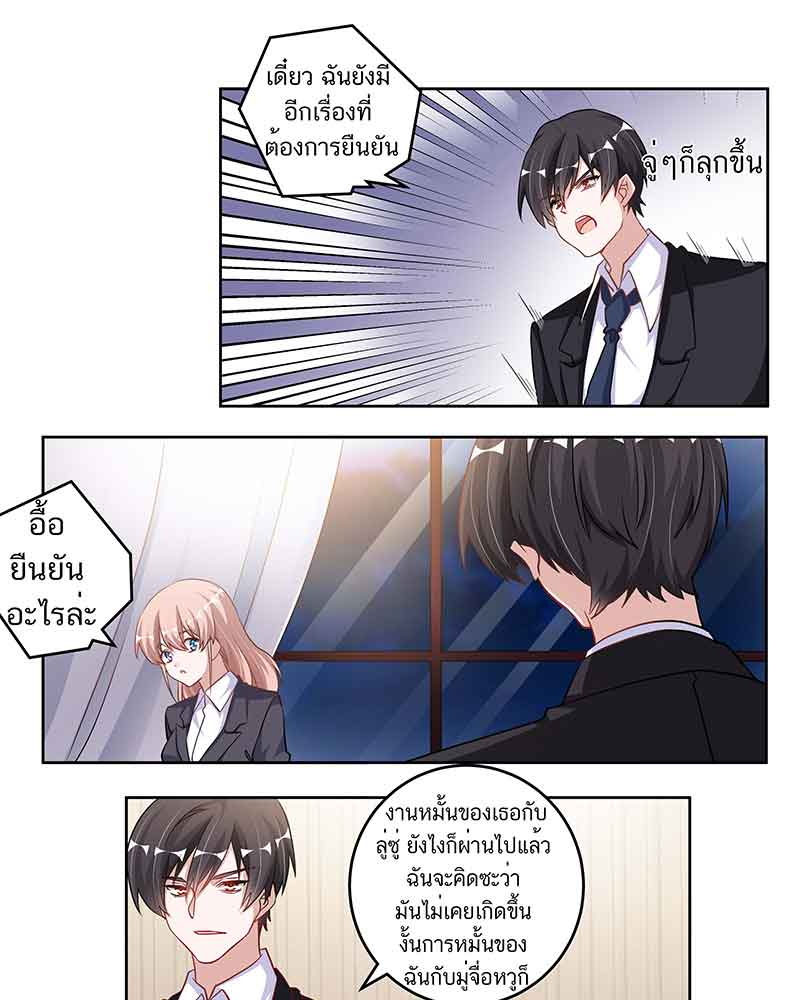 เดี๋ยว ฉันยังมี
อีกเรื่องที่
ต้องการยืนยัน
จู่ๆก็ลุกขึ้น
อื้อ
ยืนยัน
อะไรล่ะ
งานหมั้นของเธอกับ
ลู่ซู่ ยังไงก็ผ่านไปแล้ว
ฉันจะคิดซะว่า
มันไม่เคยเกิดขึ้น
งั้นการหมั้นของ
ฉันกับมู่จื่อหวูก็